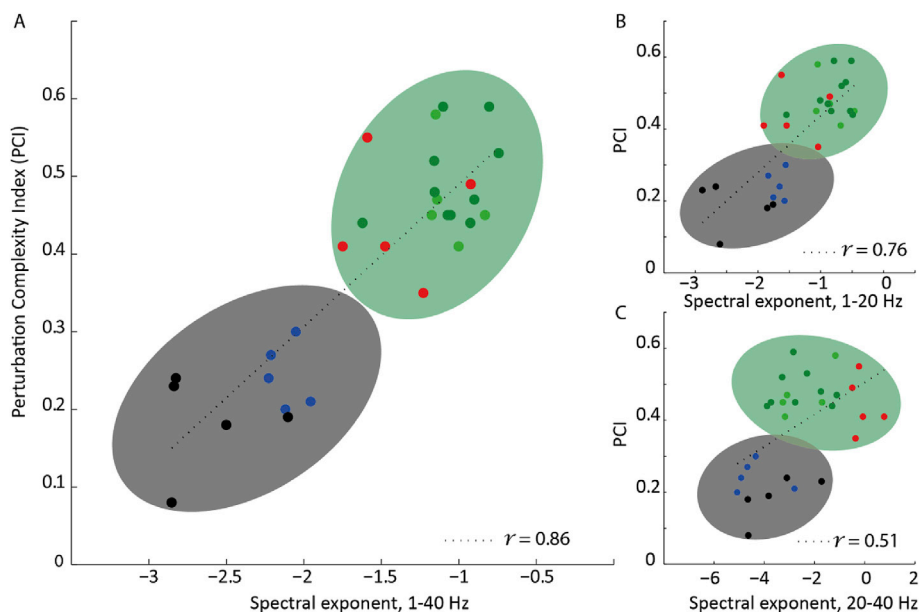 A
Perturbation Complexity Index (PCI)
0.6
0.5
0.4
0.3
0.2
0.1
0
−3 −2.5 −2 −1.5 −1 −0.5
Spectral exponent, 1-40 Hz
r = 0.86
B
PCI
0.6
0.4
0.2
0
−3 −2 −1 0
Spectral exponent, 1-20 Hz
r = 0.76
C
PCI
0.6
0.4
0.2
0
−6 −4 −2 0 2
Spectral exponent, 20-40 Hz
r = 0.51